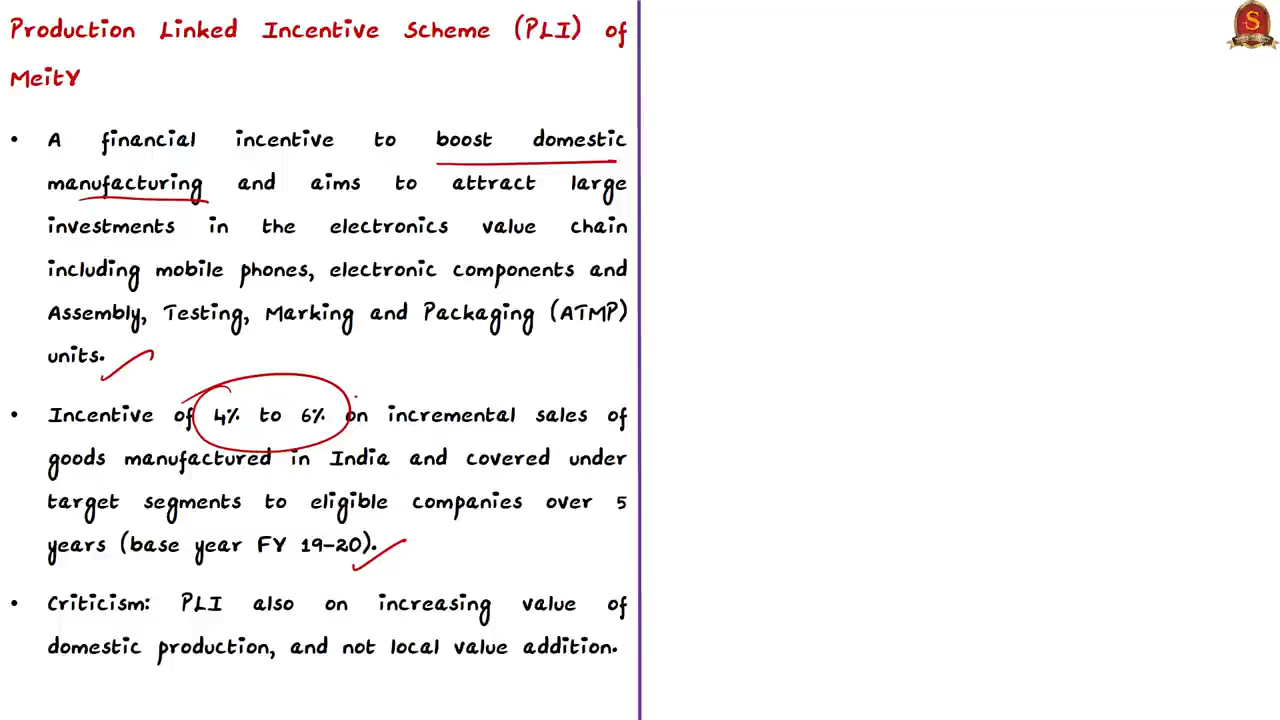 Production Linked Incentive Scheme (PLI) of
MeitY
• A financial incentive to boost domestic
manufacturing and aims to attract large
investments in the electronics value chain
including mobile phones, electronic components and
Assembly, Testing, Marking and Packaging (ATMP)
units.
• Incentive of 4% to 6% on incremental sales of
goods manufactured in India and covered under
target segments to eligible companies over 5
years (base year FY 19-20).
• Criticism: PLI also on increasing value of
domestic production, and not local value addition.
S